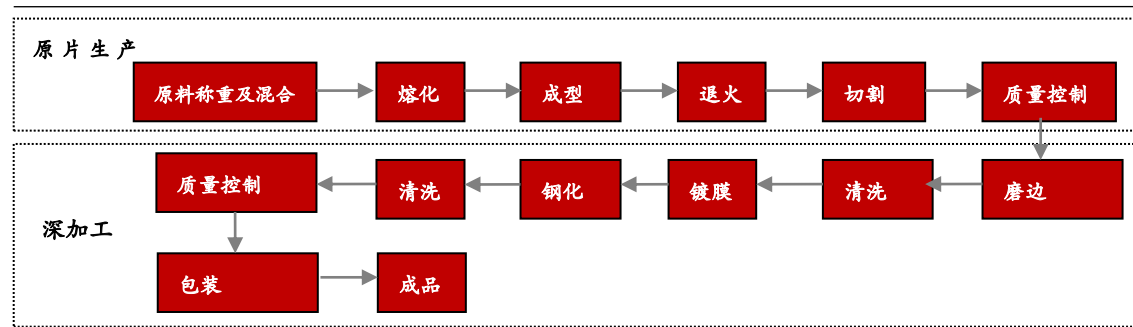 原片生产
原料称重及混合
熔化
成型
退火
切割
质量控制
深加工
磨边
清洗
镀膜
钢化
清洗
质量控制
包装
成品